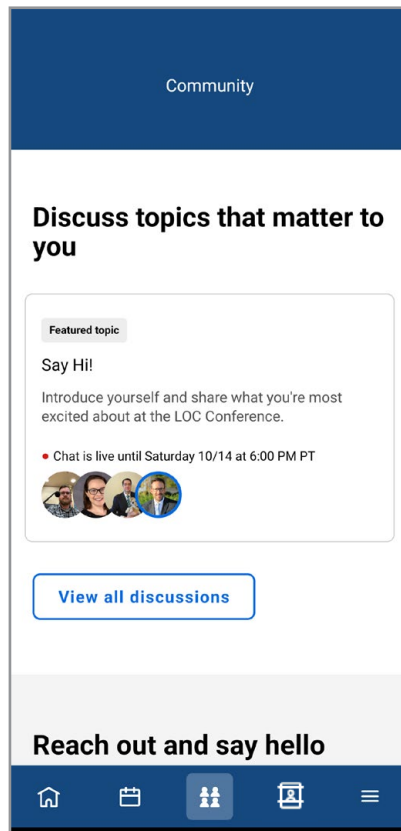 Community
Discuss topics that matter to
you
Featured topic
Say Hi!
Introduce yourself and share what you're most
excited about at the LOC Conference.
Chat is live until Saturday 10/14 at 6:00 PM PT
View all discussions
Reach out and say hello